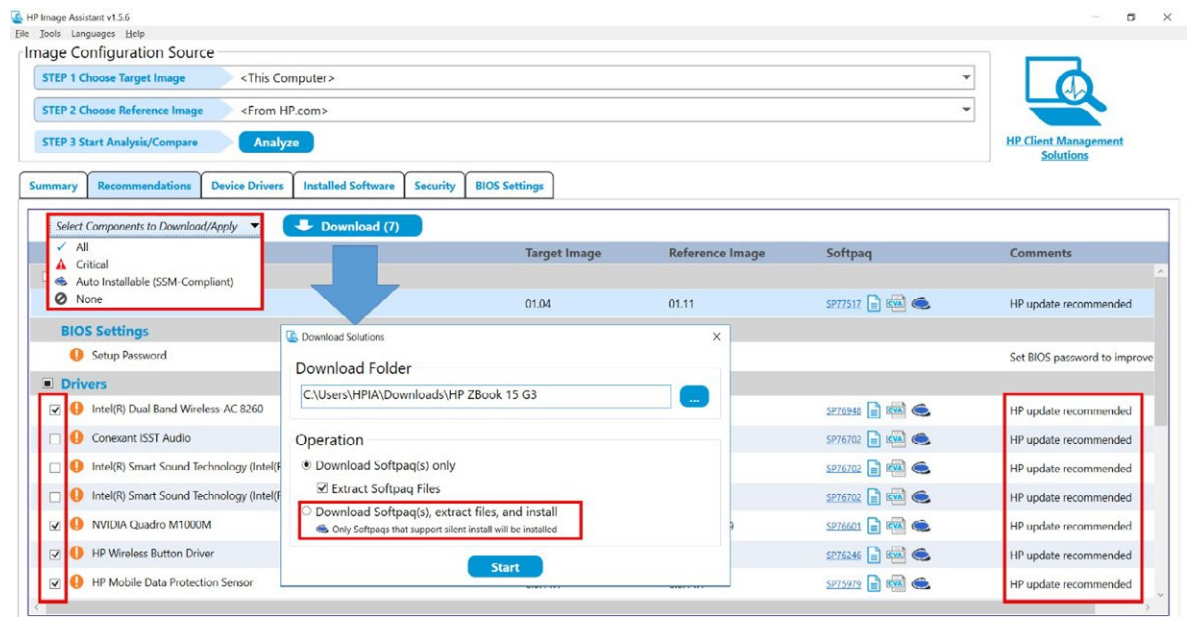 HP Image Assistant v1.5.6
File Tools Languages Help
Image Configuration Source
STEP 1 Choose Target Image <This Computer>
STEP 2 Choose Reference Image <From HP.com>
STEP 3 Start Analysis/Compare Analyze
HP Client Management
Solutions
Summary Recommendations Device Drivers Installed Software Security BIOS Settings
Select Components to Download/Apply Download (7)
All
Critical
Auto Installable (SSM-Compliant)
None
Target Image Reference Image Softpaq Comments
01.04 01.11 SP77517 CVA HP update recommended
BIOS Settings
Setup Password Set BIOS password to improve
Drivers
Intel(R) Dual Band Wireless-AC 8260 SP76948 CVA HP update recommended
Conexant ISST Audio SP76702 CVA HP update recommended
Intel(R) Smart Sound Technology (Intel(R SP76702 CVA HP update recommended
Intel(R) Smart Sound Technology (Intel(R SP76702 CVA HP update recommended
NVIDIA Quadro M1000M SP76601 CVA HP update recommended
HP Wireless Button Driver SP76246 CVA HP update recommended
HP Mobile Data Protection Sensor SP75979 CVA HP update recommended
Download Solutions
Download Folder
C:\Users\HPIA\Downloads\HP ZBook 15 G3 ...
Operation
Download Softpaq(s) only
Extract Softpaq Files
Download Softpaq(s), extract files, and install
Only Softpaqs that support silent install will be installed
Start